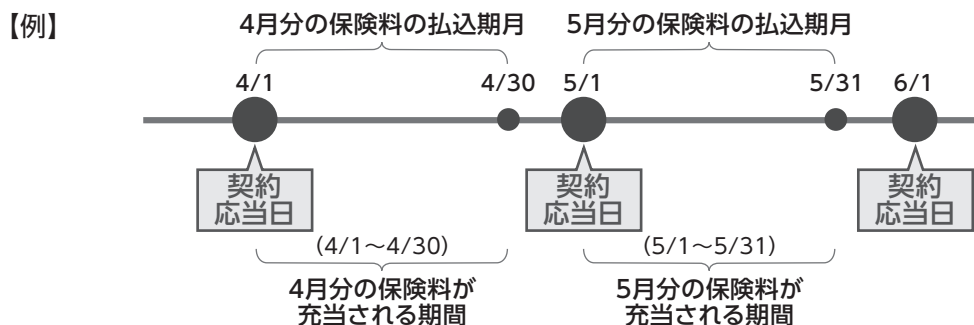 【例】
4月分の保険料の払込期月
5月分の保険料の払込期月
4/1
4/30
5/1
5/31
6/1
契約
応当日
契約
応当日
契約
応当日
(4/1～4/30)
(5/1～5/31)
4月分の保険料が
充当される期間
5月分の保険料が
充当される期間